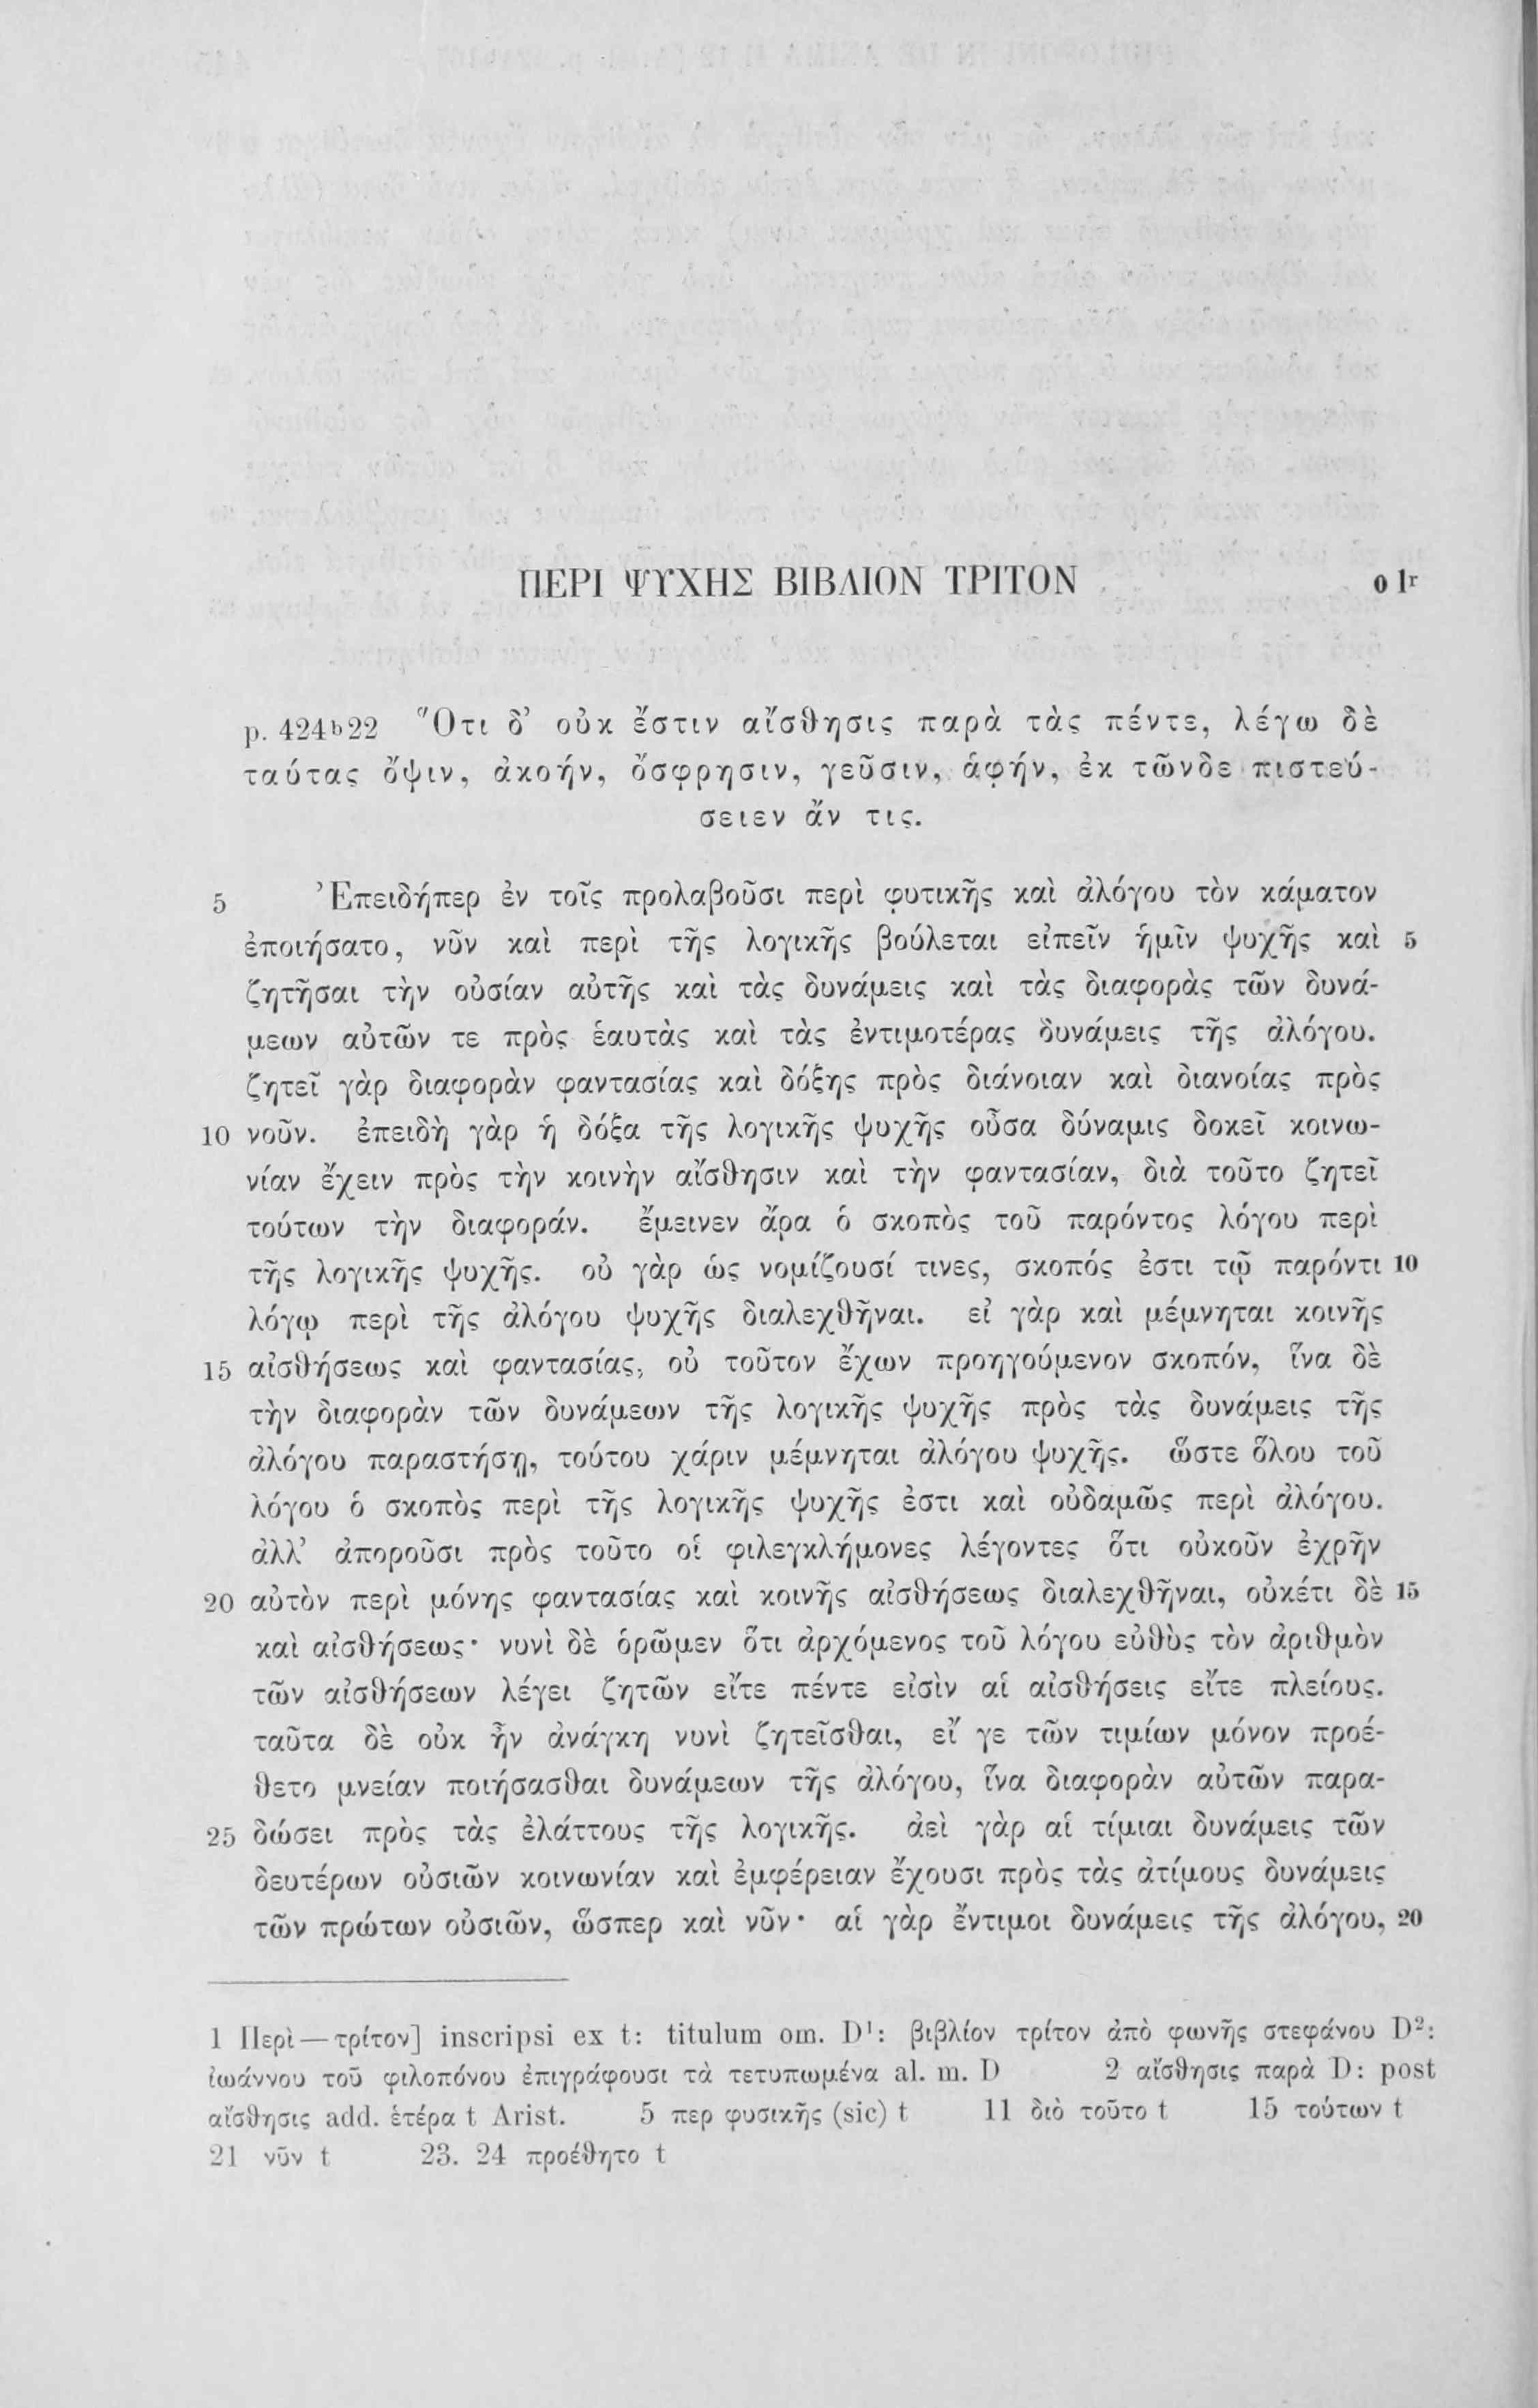 ΠΕΡΙ ΨΥΧΗΣ ΒΙΒΛΙΟΝ ΤΡΙΤΟΝ o 1r
p. 424b22 Ὅτι δ’ οὐκ ἔστιν αἴσθησις παρὰ τὰς πέντε, λέγω δὲ
ταύτας ὄψιν, ἀκοήν, ὄσφρησιν, γεῦσιν, ἁφήν, ἐκ τῶνδε πιστεύ-
σειεν ἄν τις.
5 Ἐπειδήπερ ἐν τοῖς προλαβοῦσι περὶ φυτικῆς καὶ ἀλόγου τὸν κάματον
ἐποιήσατο, νῦν καὶ περὶ τῆς λογικῆς βούλεται εἰπεῖν ἡμῖν ψυχῆς καὶ 5
ζητῆσαι τὴν οὐσίαν αὐτῆς καὶ τὰς δυνάμεις καὶ τὰς διαφορὰς τῶν δυνά-
μεων αὐτῶν τε πρὸς ἑαυτὰς καὶ τὰς ἐντιμοτέρας δυνάμεις τῆς ἀλόγου.
ζητεῖ γὰρ διαφορὰν φαντασίας καὶ δόξης πρὸς διάνοιαν καὶ διανοίας πρὸς
10 νοῦν. ἐπειδὴ γὰρ ἡ δόξα τῆς λογικῆς ψυχῆς οὖσα δύναμις δοκεῖ κοινω-
νίαν ἔχειν πρὸς τὴν κοινὴν αἴσθησιν καὶ τὴν φαντασίαν, διὰ τοῦτο ζητεῖ
τούτων τὴν διαφοράν. ἔμεινεν ἄρα ὁ σκοπὸς τοῦ παρόντος λόγου περὶ
τῆς λογικῆς ψυχῆς. οὐ γὰρ ὡς νομίζουσί τινες, σκοπός ἐστι τῷ παρόντι 10
λόγῳ περὶ τῆς ἀλόγου ψυχῆς διαλεχθῆναι. εἰ γὰρ καὶ μέμνηται κοινῆς
15 αἰσθήσεως καὶ φαντασίας, οὐ τοῦτον ἔχων προηγούμενον σκοπόν, ἵνα δὲ
τὴν διαφορὰν τῶν δυνάμεων τῆς λογικῆς ψυχῆς πρὸς τὰς δυνάμεις τῆς
ἀλόγου παραστήσῃ, τούτου χάριν μέμνηται ἀλόγου ψυχῆς. ὥστε ὅλου τοῦ
λόγου ὁ σκοπὸς περὶ τῆς λογικῆς ψυχῆς ἐστι καὶ οὐδαμῶς περὶ ἀλόγου.
ἀλλ’ ἀποροῦσι πρὸς τοῦτο οἱ φιλεγκλήμονες λέγοντες ὅτι οὐκοῦν ἐχρῆν
20 αὐτὸν περὶ μόνης φαντασίας καὶ κοινῆς αἰσθήσεως διαλεχθῆναι, οὐκέτι δὲ 15
καὶ αἰσθήσεως· νυνὶ δὲ ὁρῶμεν ὅτι ἀρχόμενος τοῦ λόγου εὐθὺς τὸν ἀριθμὸν
τῶν αἰσθήσεων λέγει ζητῶν εἴτε πέντε εἰσὶν αἱ αἰσθήσεις εἴτε πλείους.
ταῦτα δὲ οὐκ ἦν ἀνάγκη νυνὶ ζητεῖσθαι, εἴ γε τῶν τιμίων μόνον προέ-
θετο μνείαν ποιήσασθαι δυνάμεων τῆς ἀλόγου, ἵνα διαφορὰν αὐτῶν παρα-
25 δώσει πρὸς τὰς ἐλάττους τῆς λογικῆς. ἀεὶ γὰρ αἱ τίμιαι δυνάμεις τῶν
δευτέρων οὐσιῶν κοινωνίαν καὶ ἐμφέρειαν ἔχουσι πρὸς τὰς ἀτίμους δυνάμεις
τῶν πρώτων οὐσιῶν, ὥσπερ καὶ νῦν· αἱ γὰρ ἔντιμοι δυνάμεις τῆς ἀλόγου, 20
1 Περὶ—τρίτον] inscripsi ex t: titulum om. D¹: βιβλίον τρίτον ἀπὸ φωνῆς στεφάνου D²:
ἰωάννου τοῦ φιλοπόνου ἐπιγράφουσι τὰ τετυπωμένα al. m. D 2 αἴσθησις παρὰ D: post
αἴσθησις add. ἑτέρα t Arist. 5 περ φυσικῆς (sic) t 11 διὸ τοῦτο t 15 τούτων t
21 νῦν t 23. 24 προέθητο t